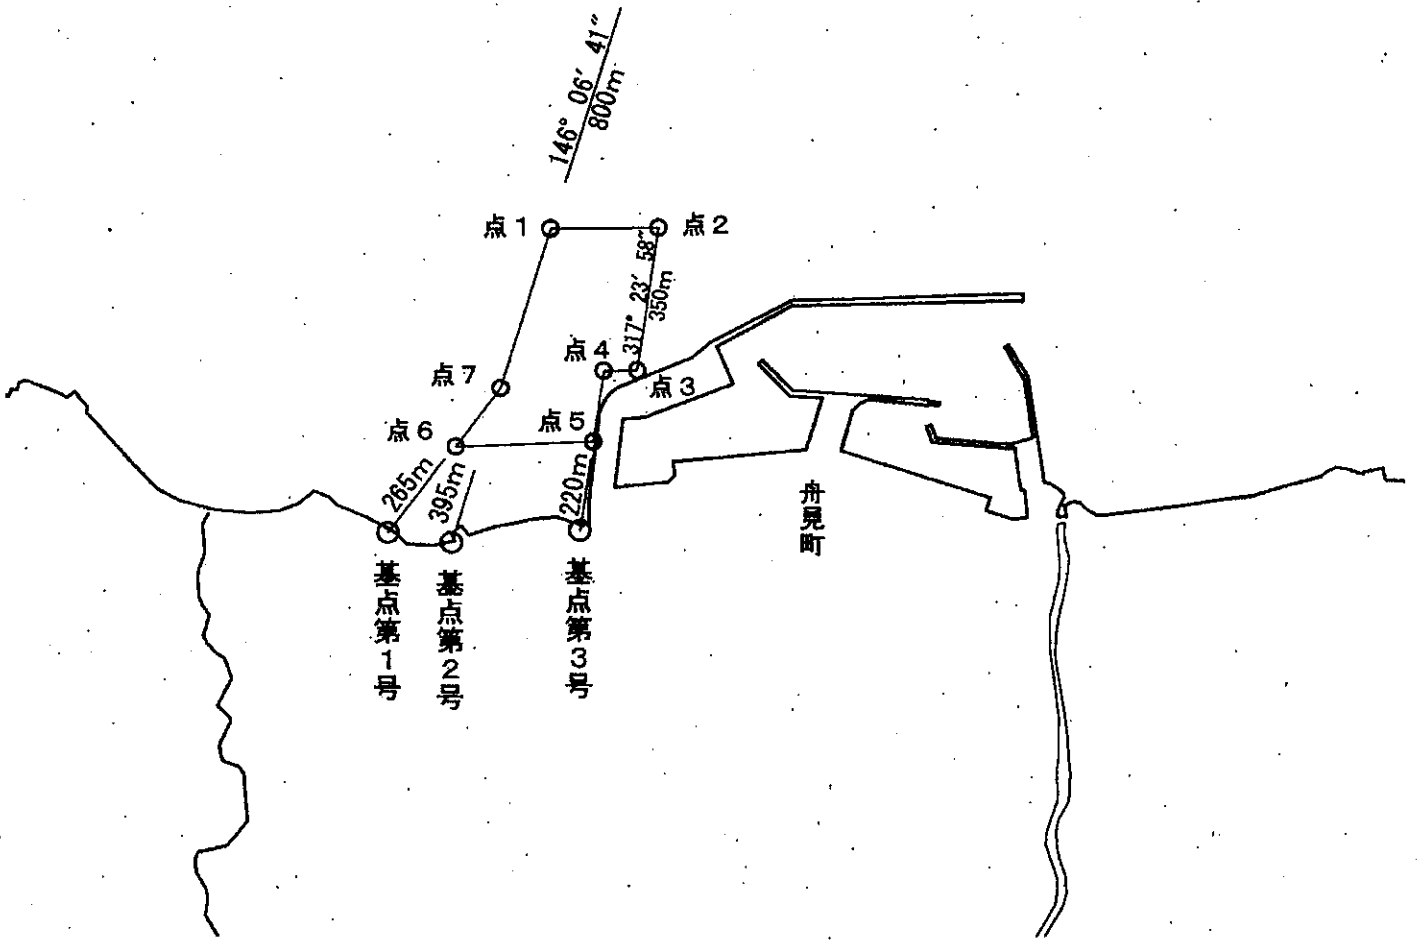 146° 06′ 41″
800m
点1
点2
317° 23′ 58″
350m
点4
点3
点7
点5
点6
265m
395m
220m
舟見町
基点第1号
基点第2号
基点第3号